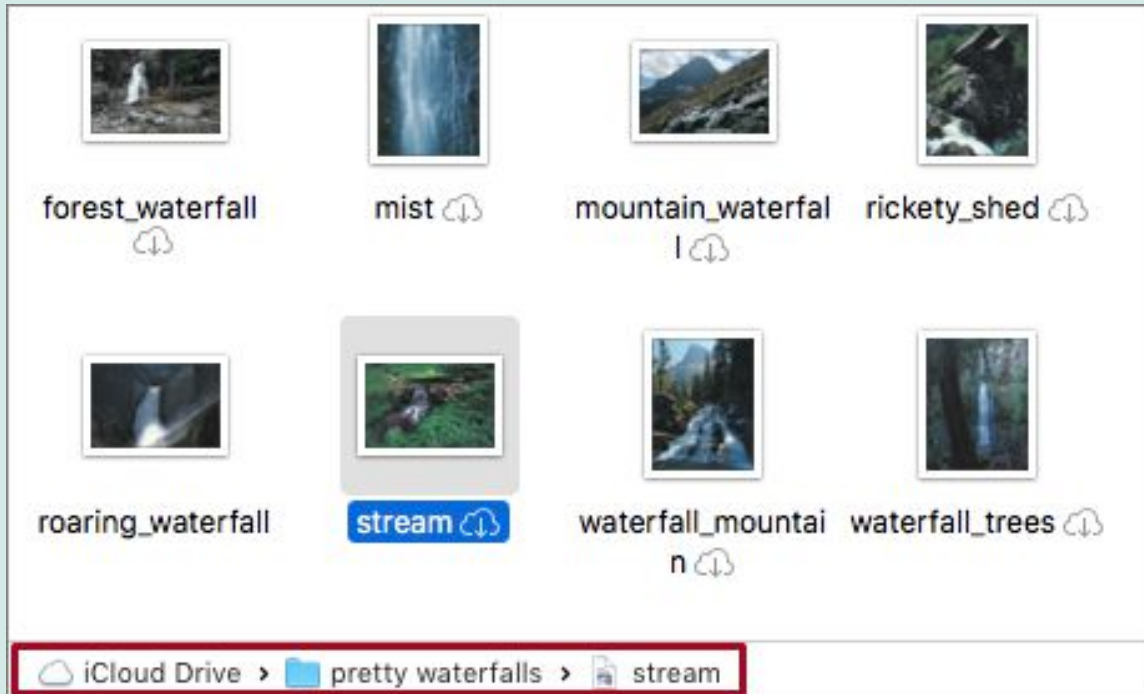 forest_waterfall
mist
mountain_waterfal
l
rickety_shed
roaring_waterfall
stream
waterfall_mountai
n
waterfall_trees
iCloud Drive › pretty waterfalls › stream